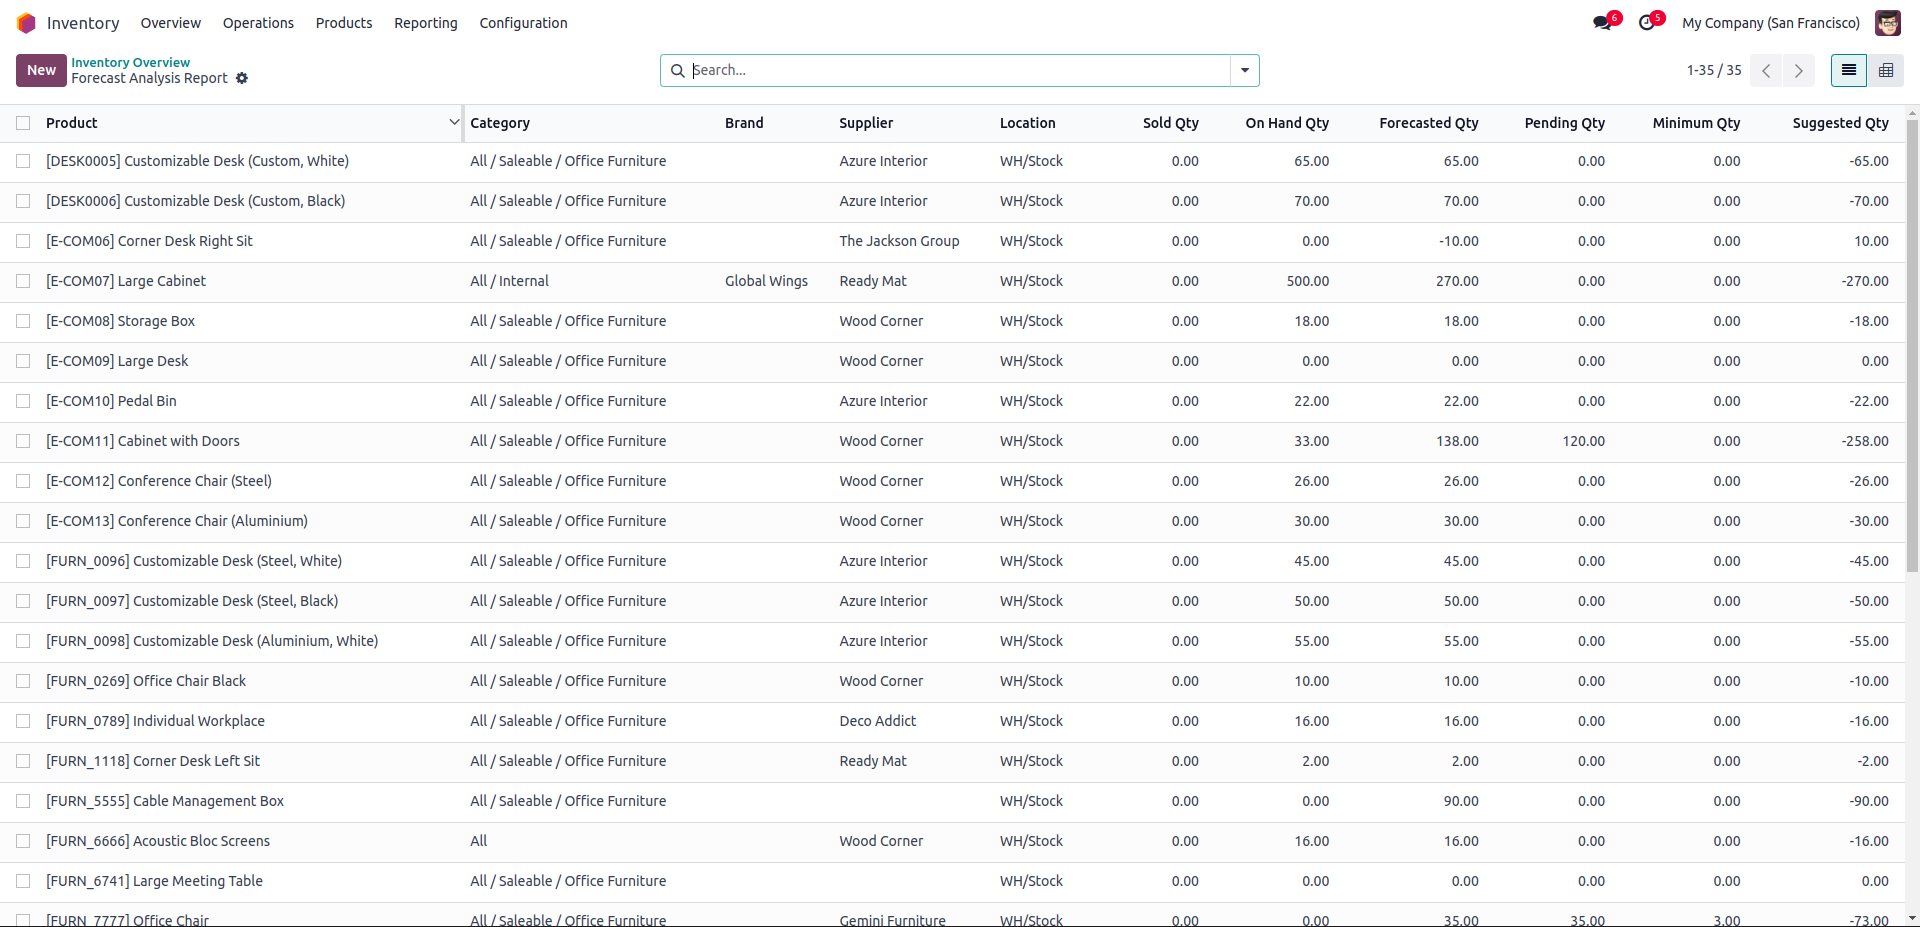 Inventory Overview Operations Products Reporting Configuration 6 5 My Company (San Francisco)
New Inventory Overview
Forecast Analysis Report Search... 1-35 / 35
Product Category Brand Supplier Location Sold Qty On Hand Qty Forecasted Qty Pending Qty Minimum Qty Suggested Qty
[DESK0005] Customizable Desk (Custom, White) All / Saleable / Office Furniture Azure Interior WH/Stock 0.00 65.00 65.00 0.00 0.00 -65.00
[DESK0006] Customizable Desk (Custom, Black) All / Saleable / Office Furniture Azure Interior WH/Stock 0.00 70.00 70.00 0.00 0.00 -70.00
[E-COM06] Corner Desk Right Sit All / Saleable / Office Furniture The Jackson Group WH/Stock 0.00 0.00 -10.00 0.00 0.00 10.00
[E-COM07] Large Cabinet All / Internal Global Wings Ready Mat WH/Stock 0.00 500.00 270.00 0.00 0.00 -270.00
[E-COM08] Storage Box All / Saleable / Office Furniture Wood Corner WH/Stock 0.00 18.00 18.00 0.00 0.00 -18.00
[E-COM09] Large Desk All / Saleable / Office Furniture Wood Corner WH/Stock 0.00 0.00 0.00 0.00 0.00 0.00
[E-COM10] Pedal Bin All / Saleable / Office Furniture Azure Interior WH/Stock 0.00 22.00 22.00 0.00 0.00 -22.00
[E-COM11] Cabinet with Doors All / Saleable / Office Furniture Wood Corner WH/Stock 0.00 33.00 138.00 120.00 0.00 -258.00
[E-COM12] Conference Chair (Steel) All / Saleable / Office Furniture Wood Corner WH/Stock 0.00 26.00 26.00 0.00 0.00 -26.00
[E-COM13] Conference Chair (Aluminium) All / Saleable / Office Furniture Wood Corner WH/Stock 0.00 30.00 30.00 0.00 0.00 -30.00
[FURN_0096] Customizable Desk (Steel, White) All / Saleable / Office Furniture Azure Interior WH/Stock 0.00 45.00 45.00 0.00 0.00 -45.00
[FURN_0097] Customizable Desk (Steel, Black) All / Saleable / Office Furniture Azure Interior WH/Stock 0.00 50.00 50.00 0.00 0.00 -50.00
[FURN_0098] Customizable Desk (Aluminium, White) All / Saleable / Office Furniture Azure Interior WH/Stock 0.00 55.00 55.00 0.00 0.00 -55.00
[FURN_0269] Office Chair Black All / Saleable / Office Furniture Wood Corner WH/Stock 0.00 10.00 10.00 0.00 0.00 -10.00
[FURN_0789] Individual Workplace All / Saleable / Office Furniture Deco Addict WH/Stock 0.00 16.00 16.00 0.00 0.00 -16.00
[FURN_1118] Corner Desk Left Sit All / Saleable / Office Furniture Ready Mat WH/Stock 0.00 2.00 2.00 0.00 0.00 -2.00
[FURN_5555] Cable Management Box All / Saleable / Office Furniture WH/Stock 0.00 0.00 90.00 0.00 0.00 -90.00
[FURN_6666] Acoustic Bloc Screens All Wood Corner WH/Stock 0.00 16.00 16.00 0.00 0.00 -16.00
[FURN_6741] Large Meeting Table All / Saleable / Office Furniture WH/Stock 0.00 0.00 0.00 0.00 0.00 0.00
[FURN_7777] Office Chair All / Saleable / Office Furniture Gemini Furniture WH/Stock 0.00 0.00 35.00 35.00 3.00 -73.00